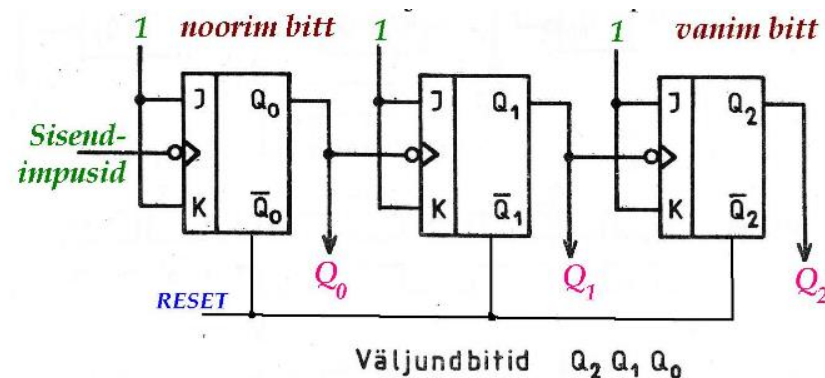 1 noorim bitt 1 1 vanim bitt
J Q₀ J Q₁ J Q₂
Sisend-
impusid
K Q̅₀ K Q̅₁ K Q̅₂
Q₀ Q₁ Q₂
RESET
Väljundbitid Q₂ Q₁ Q₀